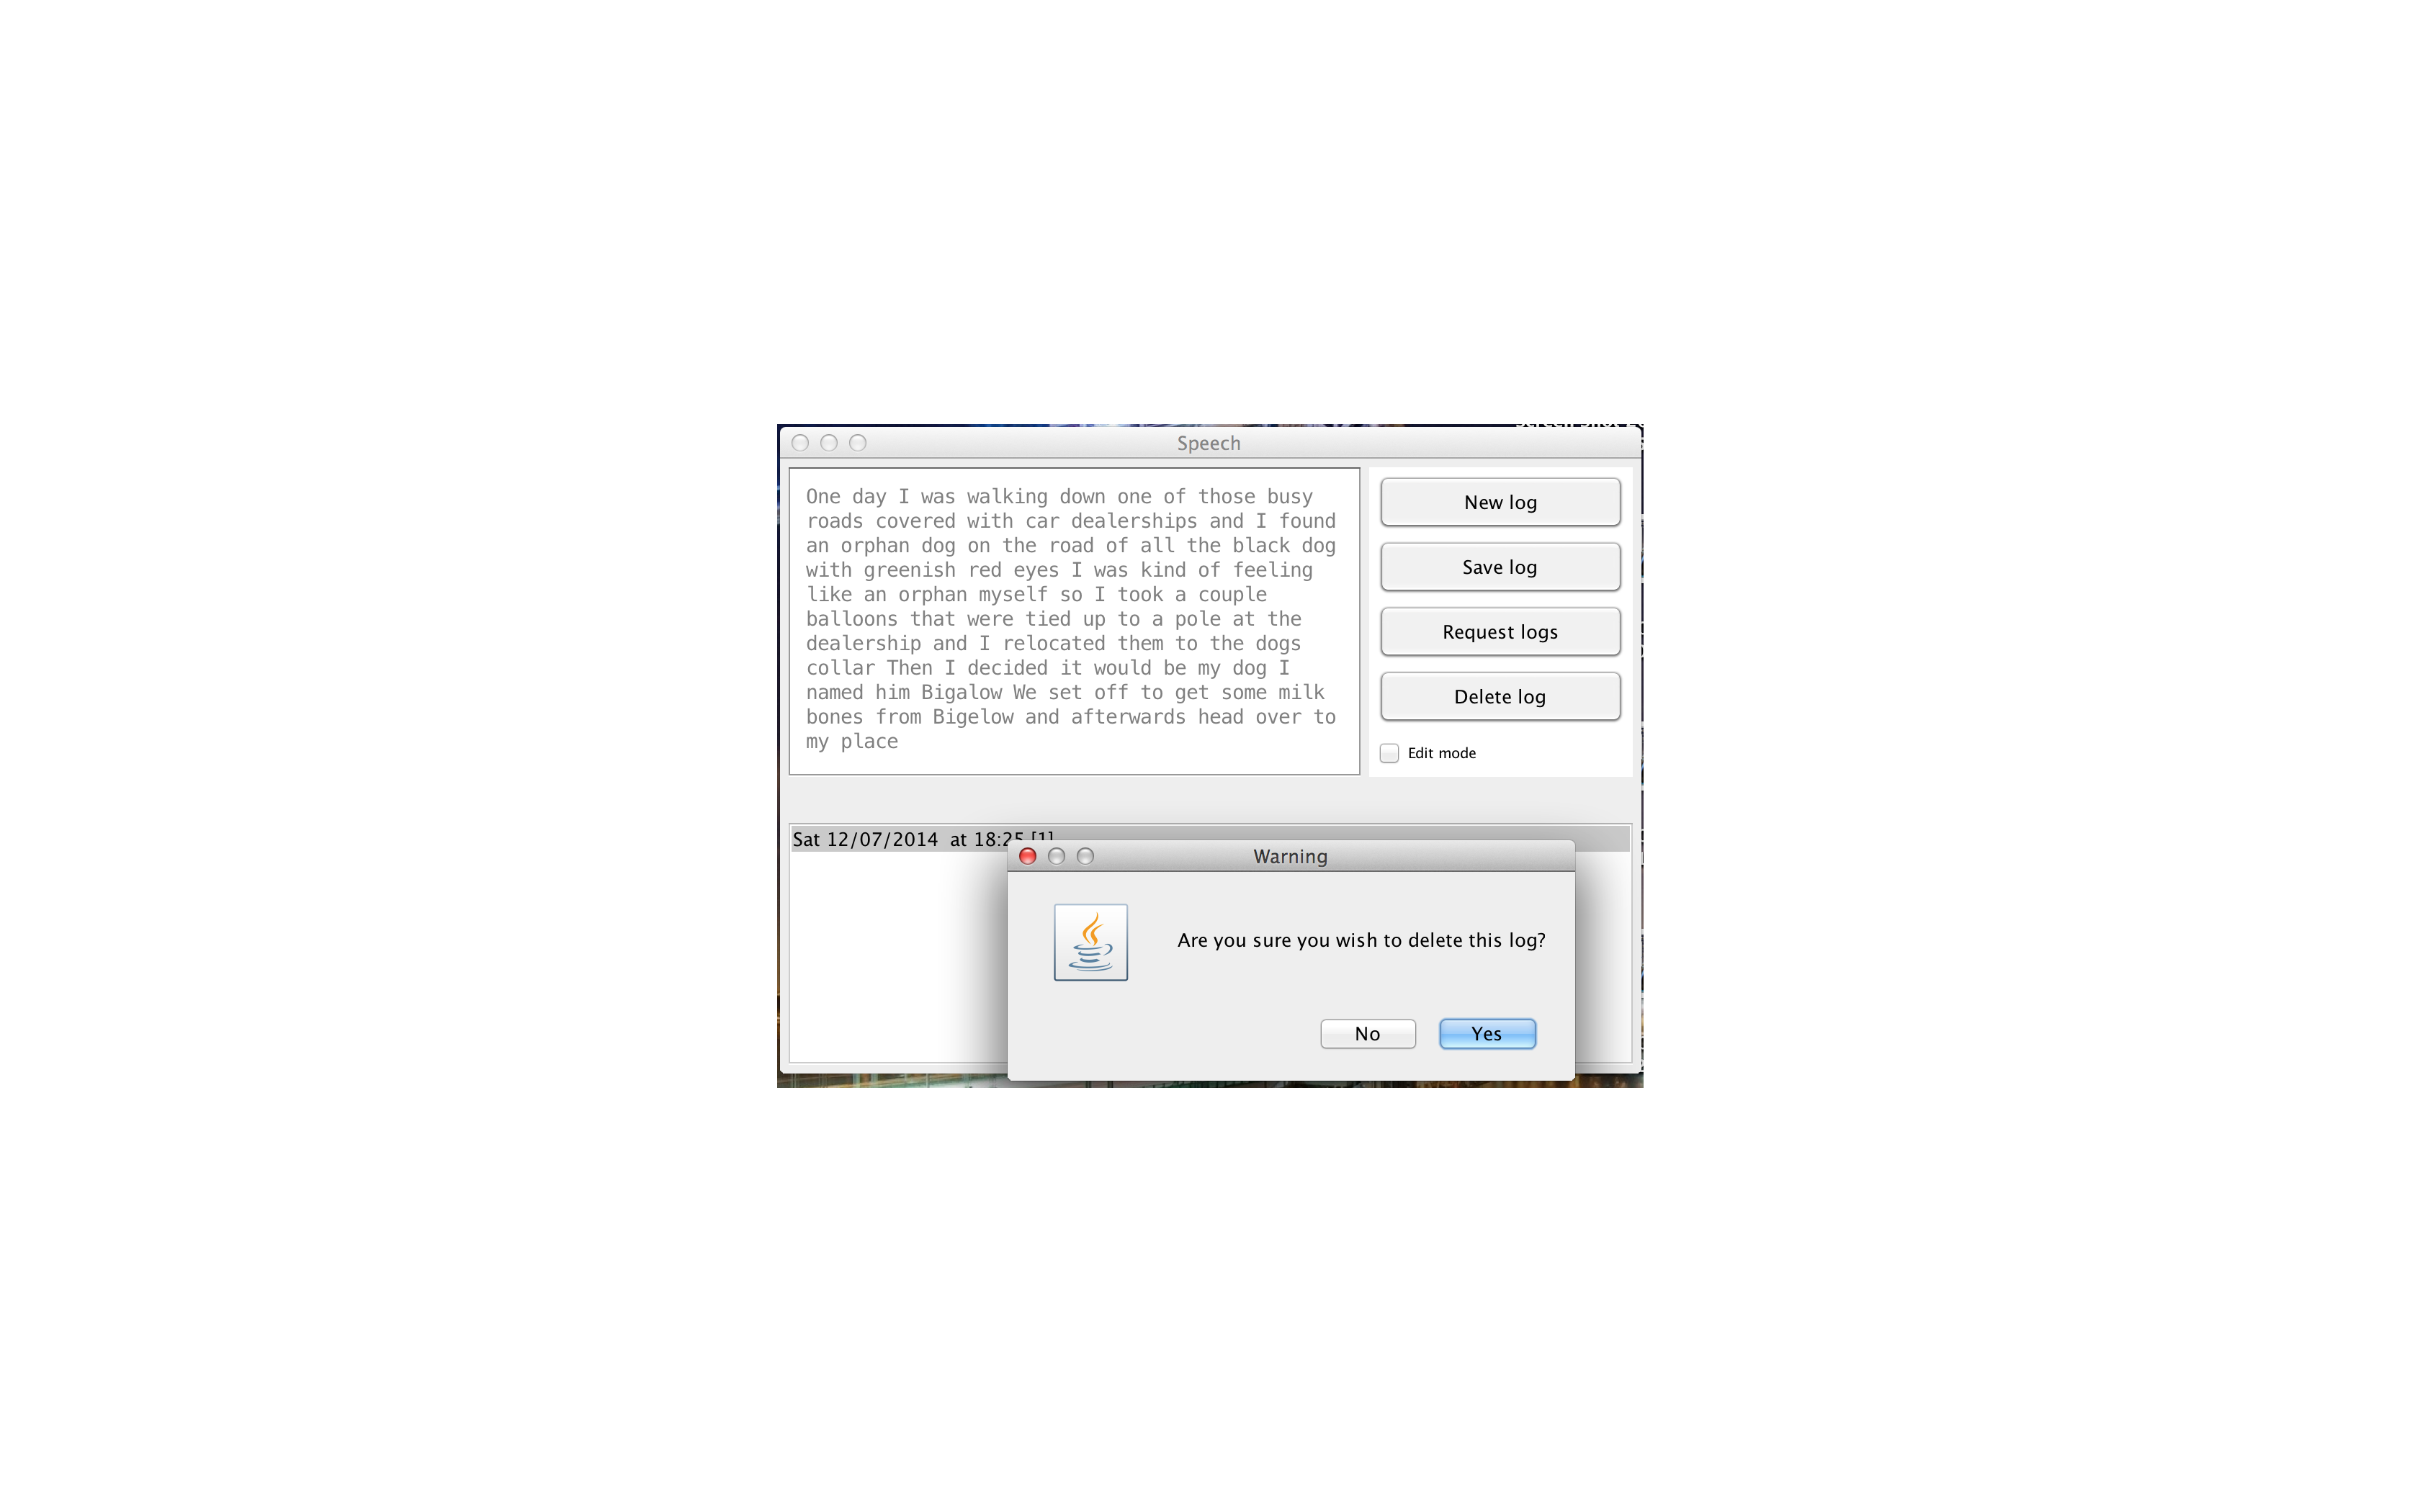 Speech
One day I was walking down one of those busy
roads covered with car dealerships and I found
an orphan dog on the road of all the black dog
with greenish red eyes I was kind of feeling
like an orphan myself so I took a couple
balloons that were tied up to a pole at the
dealership and I relocated them to the dogs
collar Then I decided it would be my dog I
named him Bigalow We set off to get some milk
bones from Bigelow and afterwards head over to
my place
New log
Save log
Request logs
Delete log
Edit mode
Sat 12/07/2014 at 18:25 [1]
Warning
Are you sure you wish to delete this log?
No
Yes